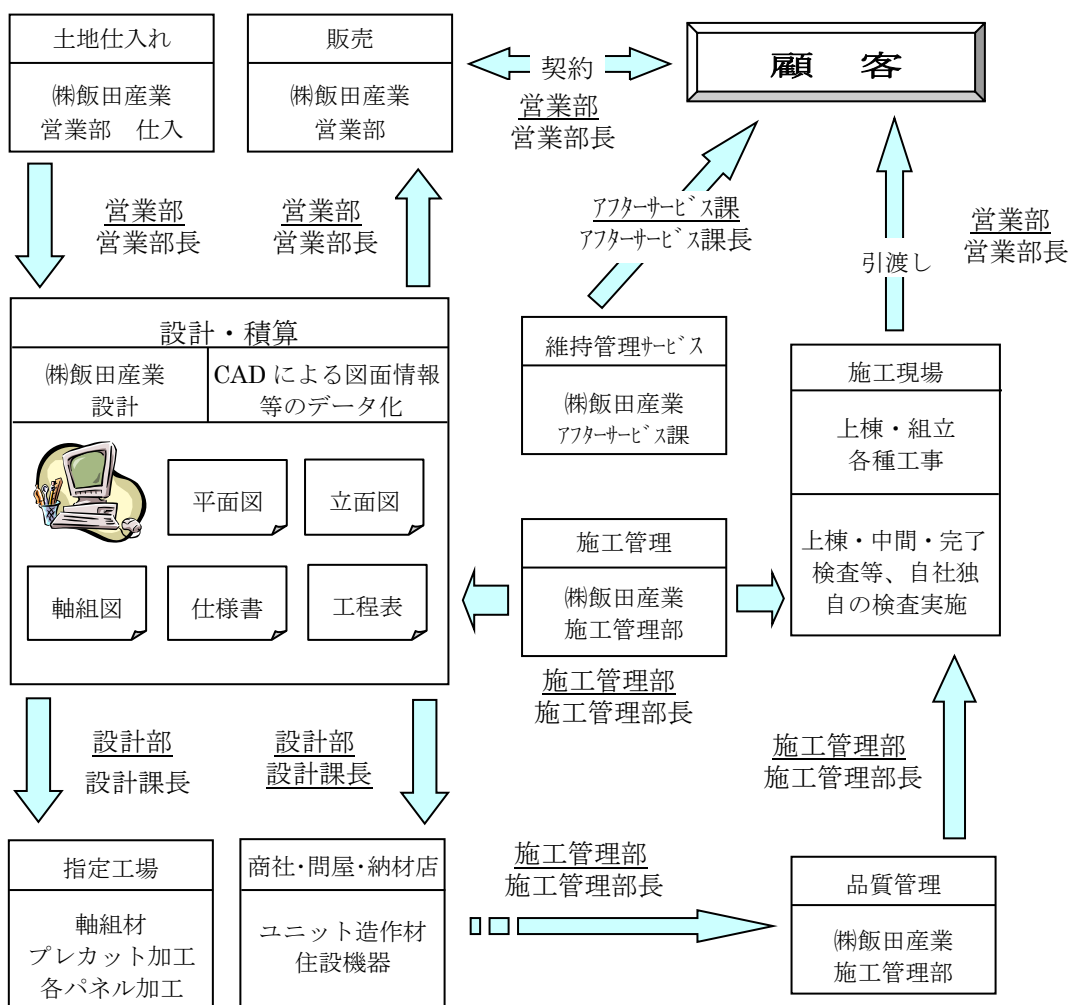 土地仕入れ
㈱飯田産業
営業部　仕入
販売
㈱飯田産業
営業部
契約
営業部
営業部長
顧　客
営業部
営業部長
営業部
営業部長
ｱﾌﾀｰｻｰﾋﾞｽ課
ｱﾌﾀｰｻｰﾋﾞｽ課長
引渡し
営業部
営業部長
設計・積算
㈱飯田産業
設計
CAD による図面情報
等のデータ化
平面図
立面図
軸組図
仕様書
工程表
維持管理ｻｰﾋﾞｽ
㈱飯田産業
ｱﾌﾀｰｻｰﾋﾞｽ課
施工現場
上棟・組立
各種工事
上棟・中間・完了
検査等、自社独
自の検査実施
施工管理
㈱飯田産業
施工管理部
施工管理部
施工管理部長
設計部
設計課長
設計部
設計課長
施工管理部
施工管理部長
指定工場
軸組材
プレカット加工
各パネル加工
商社・問屋・納材店
ユニット造作材
住設機器
施工管理部
施工管理部長
品質管理
㈱飯田産業
施工管理部